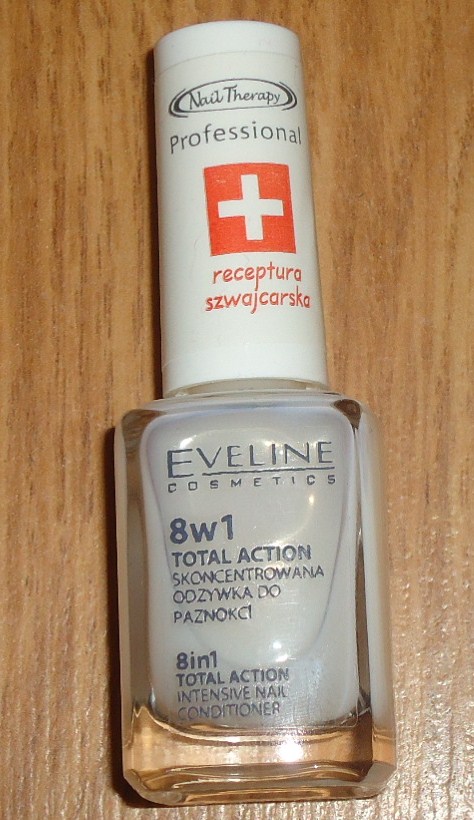 Nail Therapy
Professional
receptura
szwajcarska
EVELINE
COSMETICS
8w1
TOTAL ACTION
SKONCENTROWANA
ODŻYWKA DO
PAZNOKCI
8in1
TOTAL ACTION
INTENSIVE NAIL
CONDITIONER